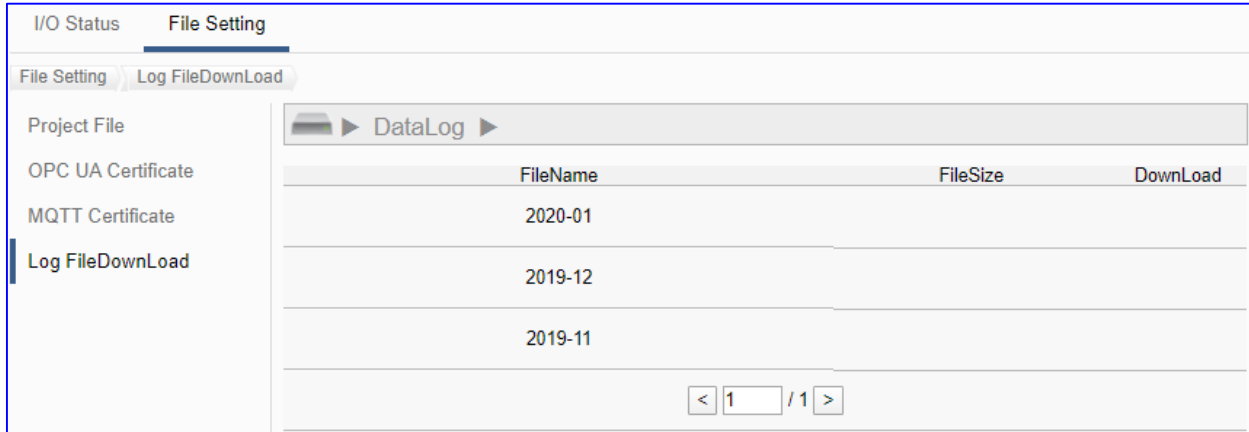 I/O Status File Setting
File Setting Log FileDownLoad
Project File
OPC UA Certificate
MQTT Certificate
Log FileDownLoad
DataLog
FileName FileSize DownLoad
2020-01
2019-12
2019-11
< 1 / 1 >